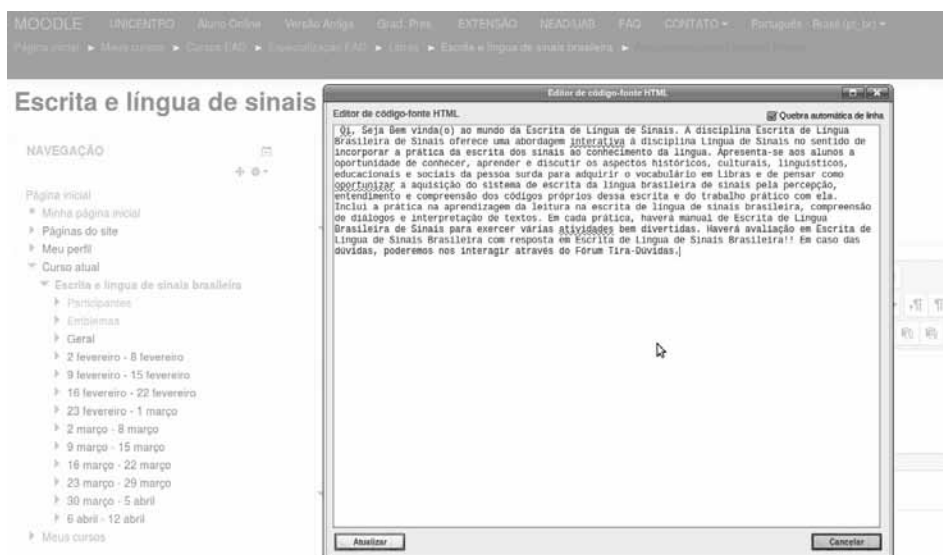 MOODLE UNICENTRO Aluno Online Versão Antiga Grad. Pres. EXTENSÃO NEAD/UAB FAQ CONTATO Português - Brasil (pt_br)
Página inicial Meus cursos Cursos EAD Especialização EAD Libras Escrita e língua de sinais brasileira
Editor de código-fonte HTML
Escrita e língua de sinais
Editor de código-fonte HTML
Quebra automática de linha
Oi, Seja Bem vinda(o) ao mundo da Escrita de Língua de Sinais. A disciplina Escrita de Língua
Brasileira de Sinais oferece uma abordagem interativa à disciplina Língua de Sinais no sentido de
incorporar a prática da escrita dos sinais ao conhecimento da língua. Apresenta-se aos alunos a
oportunidade de conhecer, aprender e discutir os aspectos históricos, culturais, linguísticos,
educacionais e sociais da pessoa surda para adquirir o vocabulário em Libras e de pensar como
oportunizar a aquisição do sistema de escrita da língua brasileira de sinais pela percepção,
entendimento e compreensão dos códigos próprios dessa escrita e do trabalho prático com ela.
Inclui a prática na aprendizagem da leitura na escrita de língua de sinais brasileira, compreensão
de diálogos e interpretação de textos. Em cada prática, haverá manual de Escrita de Língua
Brasileira de Sinais para exercer várias atividades bem divertidas. Haverá avaliação em Escrita de
Língua de Sinais Brasileira com resposta em Escrita de Língua de Sinais Brasileira!! Em caso das
dúvidas, poderemos nos interagir através do Fórum Tira-Dúvidas.
NAVEGAÇÃO
Página inicial
Minha página inicial
Páginas do site
Meu perfil
Curso atual
Escrita e língua de sinais brasileira
Participantes
Emblemas
Geral
2 fevereiro - 8 fevereiro
9 fevereiro - 15 fevereiro
16 fevereiro - 22 fevereiro
23 fevereiro - 1 março
2 março - 8 março
9 março - 15 março
16 março - 22 março
23 março - 29 março
30 março - 5 abril
6 abril - 12 abril
Meus cursos
Atualizar
Cancelar